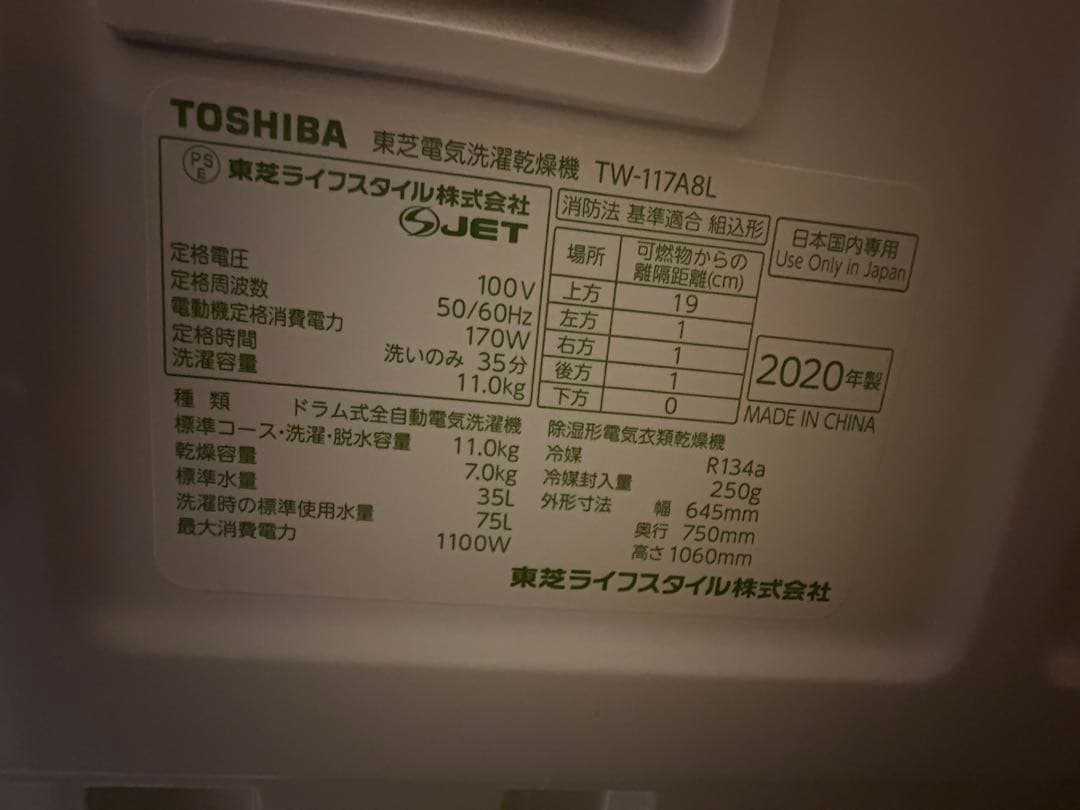 TOSHIBA 東芝電気洗濯乾燥機 TW-117A8L
PS E 東芝ライフスタイル株式会社
JET
定格電圧 100V
定格周波数 50/60Hz
電動機定格消費電力 170W
定格時間 洗いのみ 35分
洗濯容量 11.0kg
消防法 基準適合 組込形
場所 可燃物からの離隔距離(cm)
上方 19
左方 1
右方 1
後方 1
下方 0
日本国内専用
Use Only in Japan
2020年製
MADE IN CHINA
種類 ドラム式全自動電気洗濯機
標準コース・洗濯・脱水容量 11.0kg
乾燥容量 7.0kg
標準水量 35L
洗濯時の標準使用水量 75L
最大消費電力 1100W
除湿形電気衣類乾燥機
冷媒 R134a
冷媒封入量 250g
外形寸法 幅 645mm
奥行 750mm
高さ 1060mm
東芝ライフスタイル株式会社